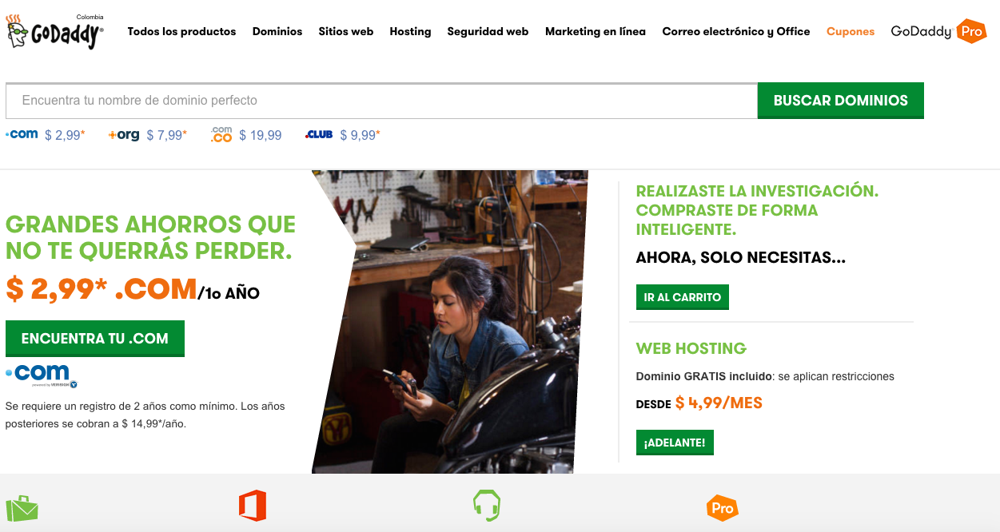 Colombia
GoDaddy®
Todos los productos Dominios Sitios web Hosting Seguridad web Marketing en línea Correo electrónico y Office Cupones GoDaddy Pro
Encuentra tu nombre de dominio perfecto
BUSCAR DOMINIOS
.com $ 2,99* .org $ 7,99* .com.co $ 19,99 .CLUB $ 9,99*
GRANDES AHORROS QUE
NO TE QUERRÁS PERDER.
$ 2,99* .COM/1o AÑO
ENCUENTRA TU .COM
.com
powered by VERISIGN
Se requiere un registro de 2 años como mínimo. Los años
posteriores se cobran a $ 14,99*/año.
REALIZASTE LA INVESTIGACIÓN.
COMPRASTE DE FORMA
INTELIGENTE.
AHORA, SOLO NECESITAS...
IR AL CARRITO
WEB HOSTING
Dominio GRATIS incluido: se aplican restricciones
DESDE $ 4,99/MES
¡ADELANTE!
Pro